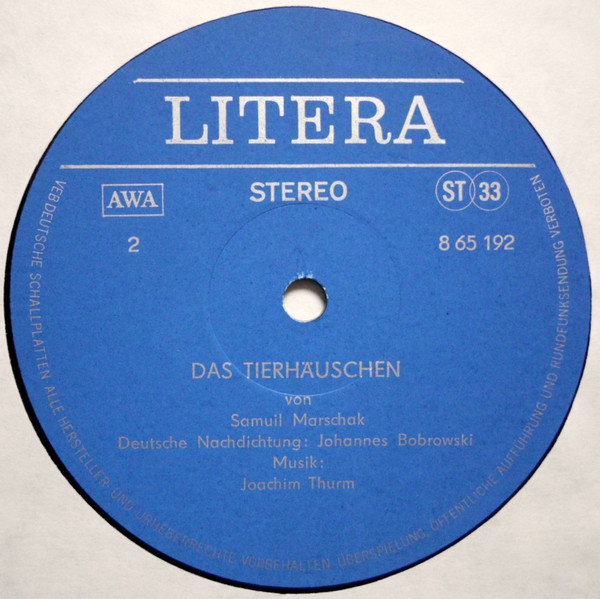 LITERA
AWA STEREO ST 33
2 8 65 192
DAS TIERHÄUSCHEN
von
Samuil Marschak
Deutsche Nachdichtung: Johannes Bobrowski
Musik:
Joachim Thurm
VEB DEUTSCHE SCHALLPLATTEN ALLE HERSTELLER- UND URHEBERRECHTE VORBEHALTEN ÜBERSPIELUNG, ÖFFENTLICHE AUFFÜHRUNG UND RUNDFUNKSENDUNG VERBOTEN